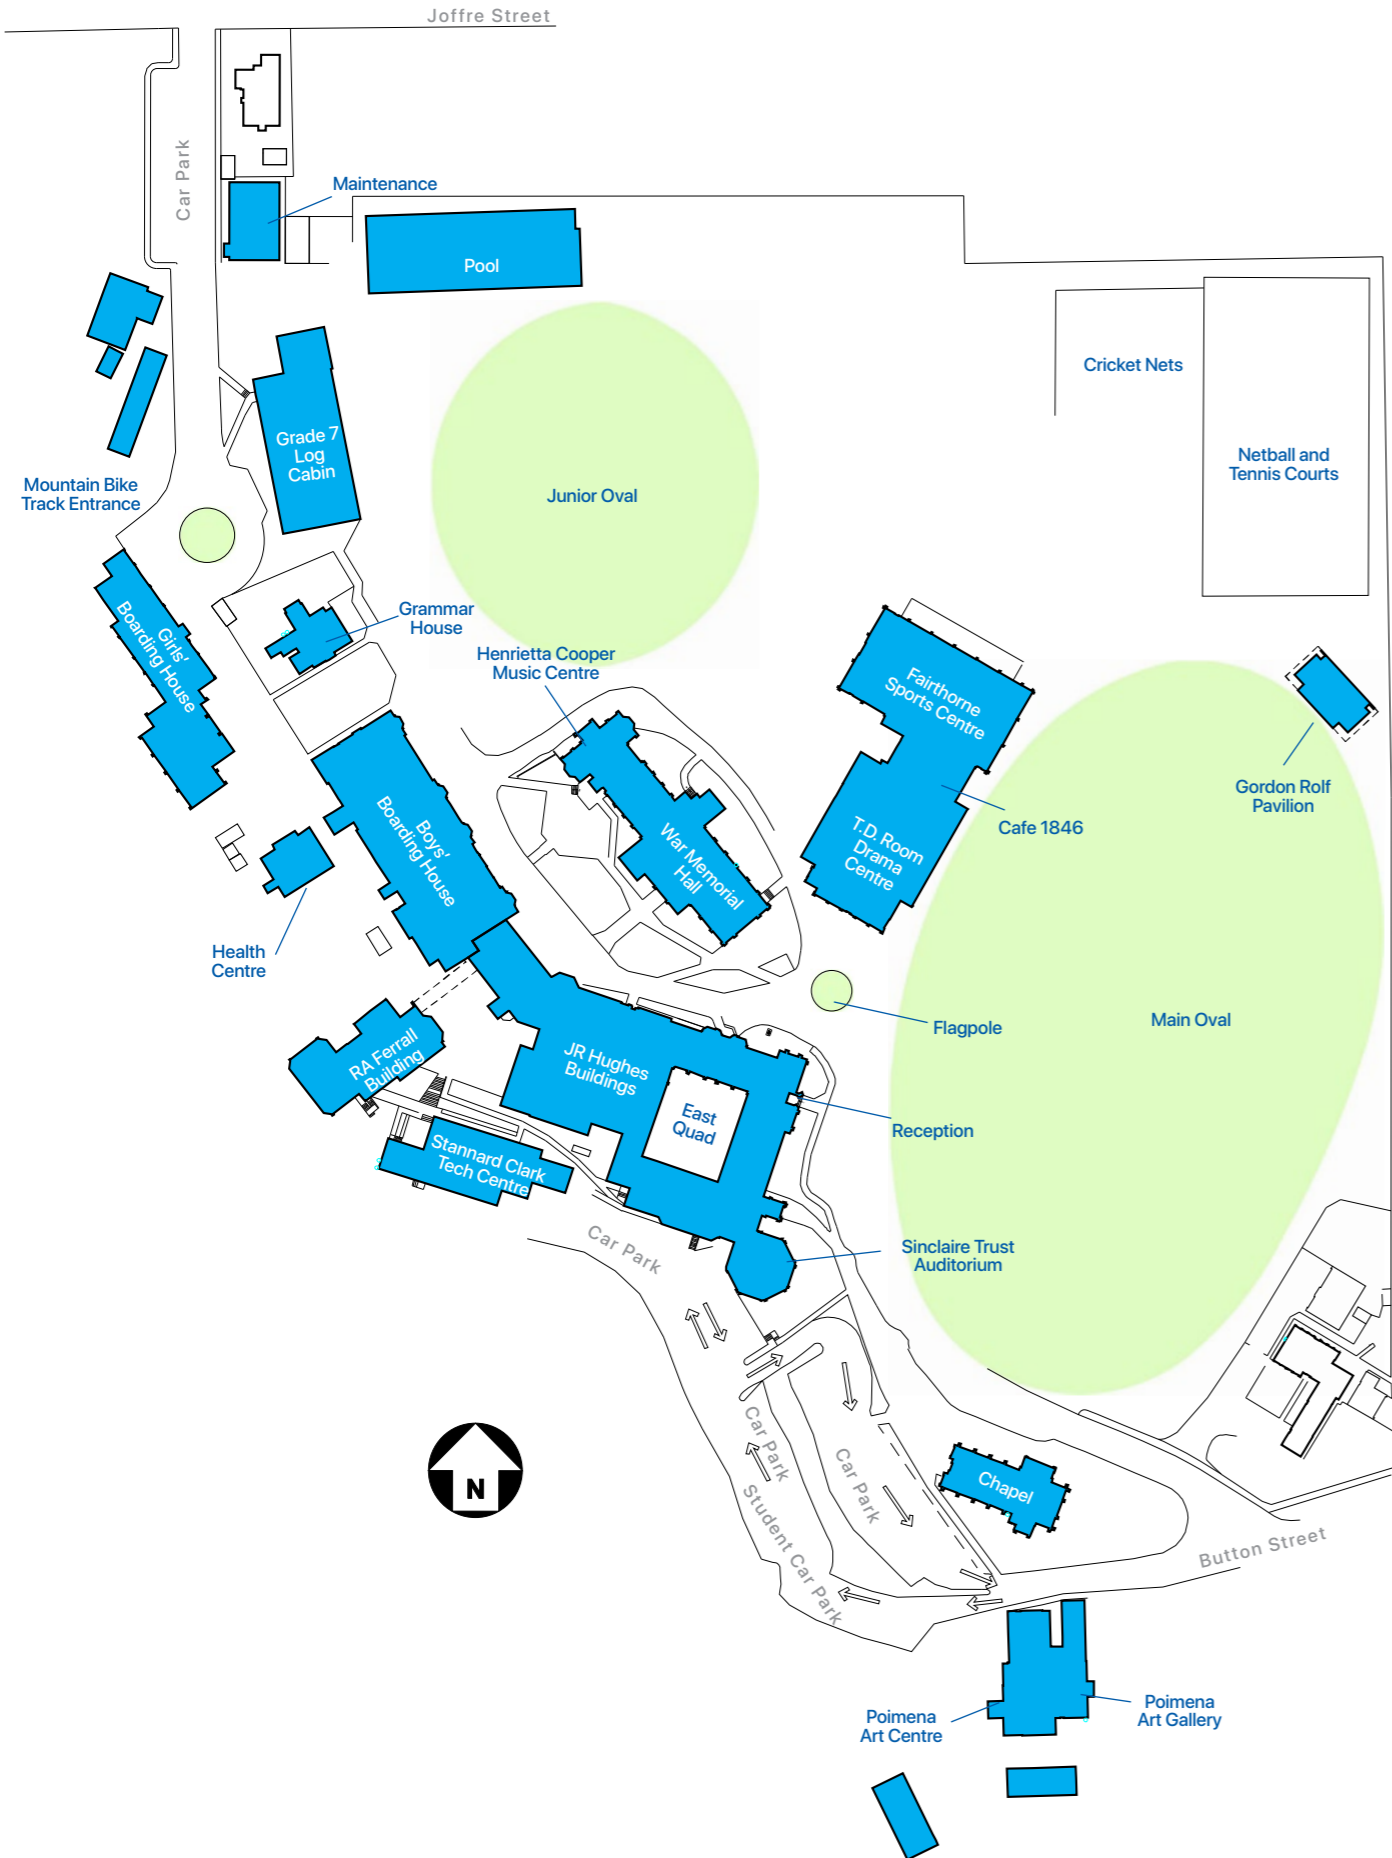 Joffre Street
Car Park
Maintenance
Pool
Cricket Nets
Grade 7
Log
Cabin
Netball and
Tennis Courts
Mountain Bike
Track Entrance
Junior Oval
Grammar
House
Girls'
Boarding House
Henrietta Cooper
Music Centre
Fairthorne
Sports Centre
Gordon Rolf
Pavilion
Boys'
Boarding House
War Memorial
Hall
T.D. Room
Drama
Centre
Cafe 1846
Health
Centre
Flagpole
Main Oval
RA Ferrall
Building
JR Hughes
Buildings
East
Quad
Reception
Stannard Clark
Tech Centre
Car Park
Sinclaire Trust
Auditorium
Car Park
Car Park
Student Car Park
N
Chapel
Button Street
Poimena
Art Centre
Poimena
Art Gallery